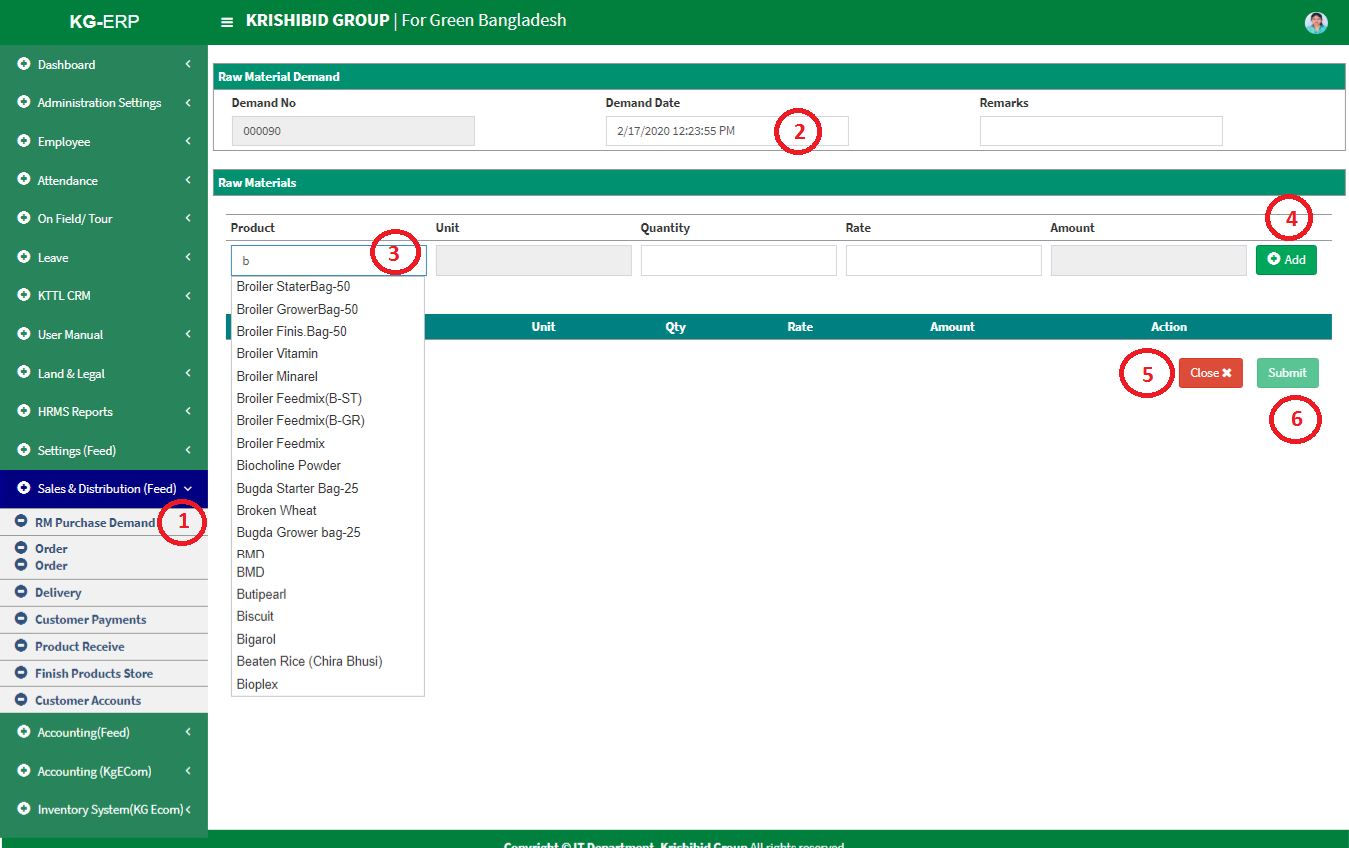 KG-ERP
KRISHIBID GROUP | For Green Bangladesh
Dashboard
Administration Settings
Employee
Attendance
On Field/ Tour
Leave
KTTL CRM
User Manual
Land & Legal
HRMS Reports
Settings (Feed)
Sales & Distribution (Feed)
RM Purchase Demand
1
Order
Order
Delivery
Customer Payments
Product Receive
Finish Products Store
Customer Accounts
Accounting(Feed)
Accounting (KgECom)
Inventory System(KG Ecom)
Raw Material Demand
Demand No Demand Date Remarks
000090 2/17/2020 12:23:55 PM 2
Raw Materials
4
Product Unit Quantity Rate Amount
b 3 Add
Broiler StaterBag-50
Broiler GrowerBag-50
Broiler Finis.Bag-50
Broiler Vitamin
Broiler Minarel
Broiler Feedmix(B-ST)
Broiler Feedmix(B-GR)
Broiler Feedmix
Biocholine Powder
Bugda Starter Bag-25
Broken Wheat
Bugda Grower bag-25
BMD
BMD
Butipearl
Biscuit
Bigarol
Beaten Rice (Chira Bhusi)
Bioplex
Unit Qty Rate Amount Action
5 Close ✖ Submit
6
Copyright © IT Department, Krishibid Group All rights reserved